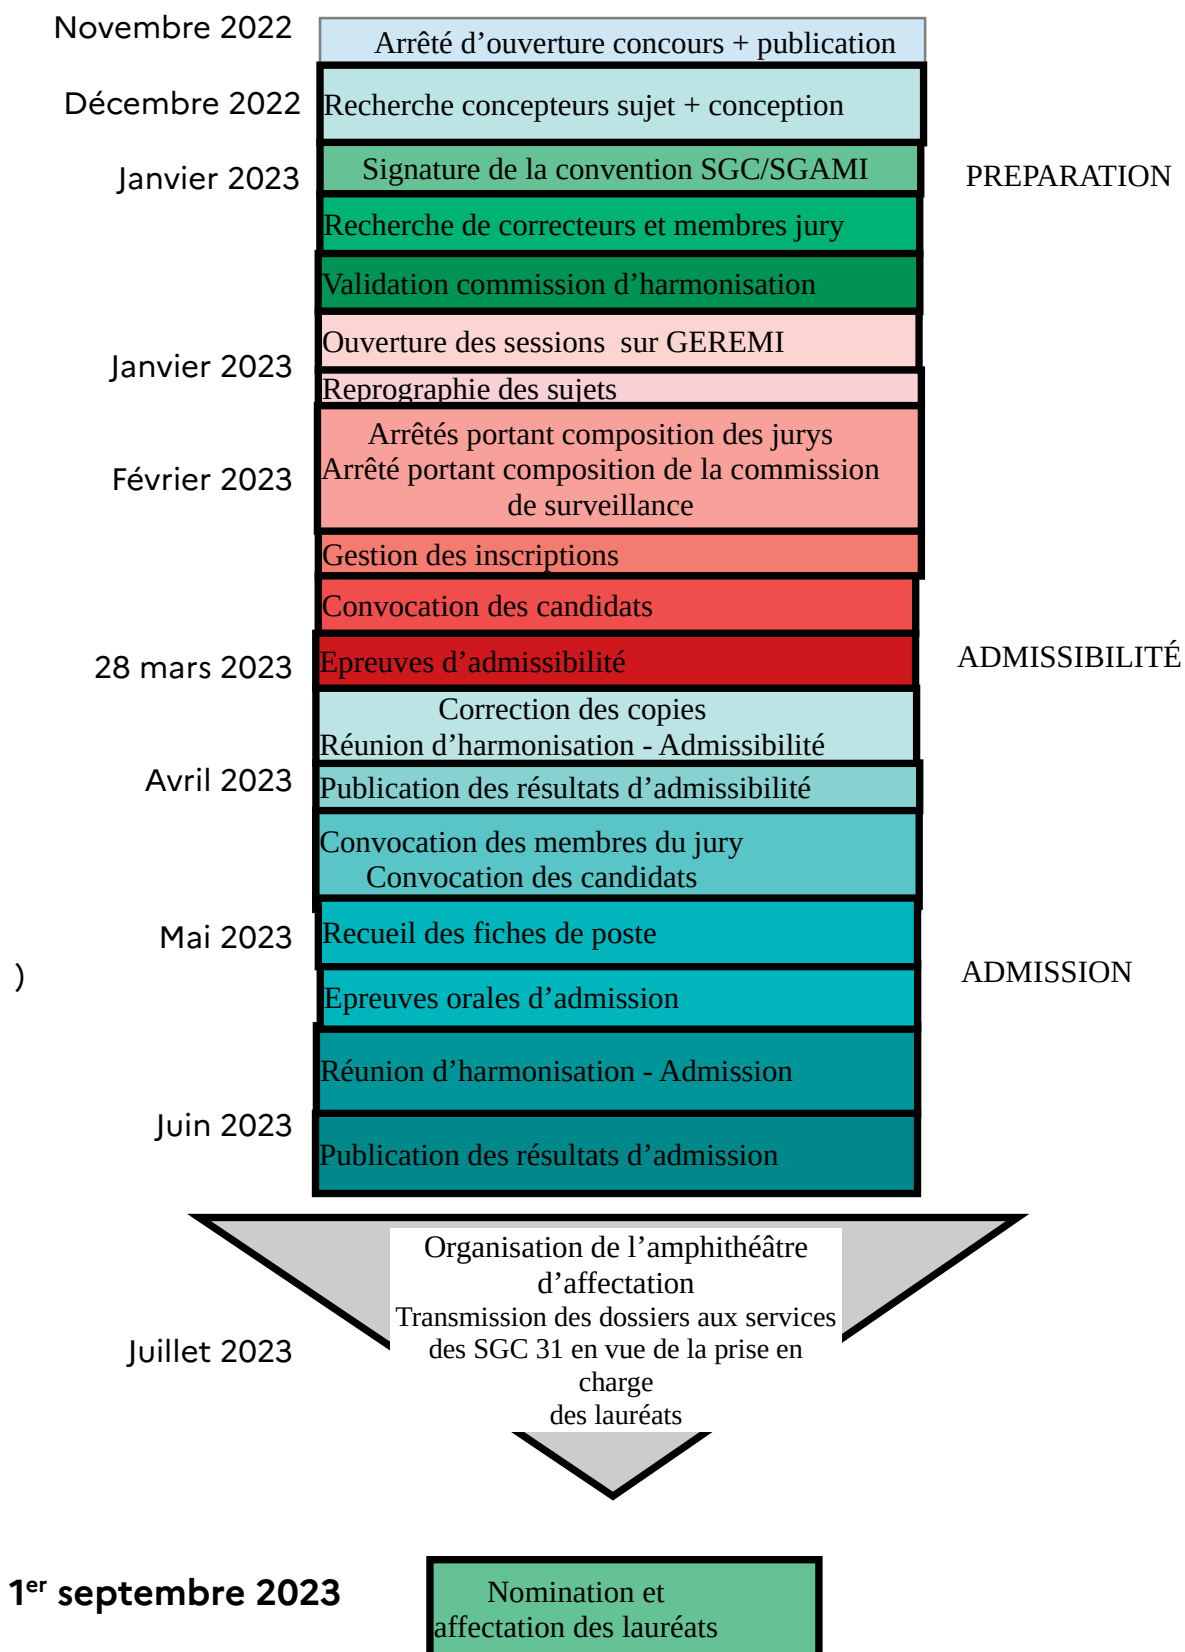 Novembre 2022
Arrêté d’ouverture concours + publication
Décembre 2022
Recherche concepteurs sujet + conception
Janvier 2023
Signature de la convention SGC/SGAMI
PREPARATION
Recherche de correcteurs et membres jury
Validation commission d’harmonisation
Ouverture des sessions  sur GEREMI
Janvier 2023
Reprographie des sujets
Arrêtés portant composition des jurys
Février 2023
Arrêté portant composition de la commission
de surveillance
Gestion des inscriptions
Convocation des candidats
28 mars 2023
Epreuves d’admissibilité
ADMISSIBILITÉ
Correction des copies
Réunion d’harmonisation - Admissibilité
Avril 2023
Publication des résultats d’admissibilité
Convocation des membres du jury
Convocation des candidats
Mai 2023
Recueil des fiches de poste
)
ADMISSION
Epreuves orales d’admission
Réunion d’harmonisation - Admission
Juin 2023
Publication des résultats d’admission
Organisation de l’amphithéâtre
d’affectation
Transmission des dossiers aux services
Juillet 2023
des SGC 31 en vue de la prise en
charge
des lauréats
1er septembre 2023
Nomination et
affectation des lauréats